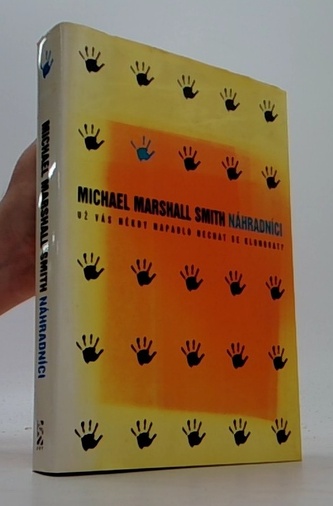 MICHAEL MARSHALL SMITH NÁHRADNÍCI
UŽ VÁS NĚKDY NAPADLO NECHAT SE KLONOVAT?
MICHAEL MARSHALL SMITH NÁHRADNÍCI